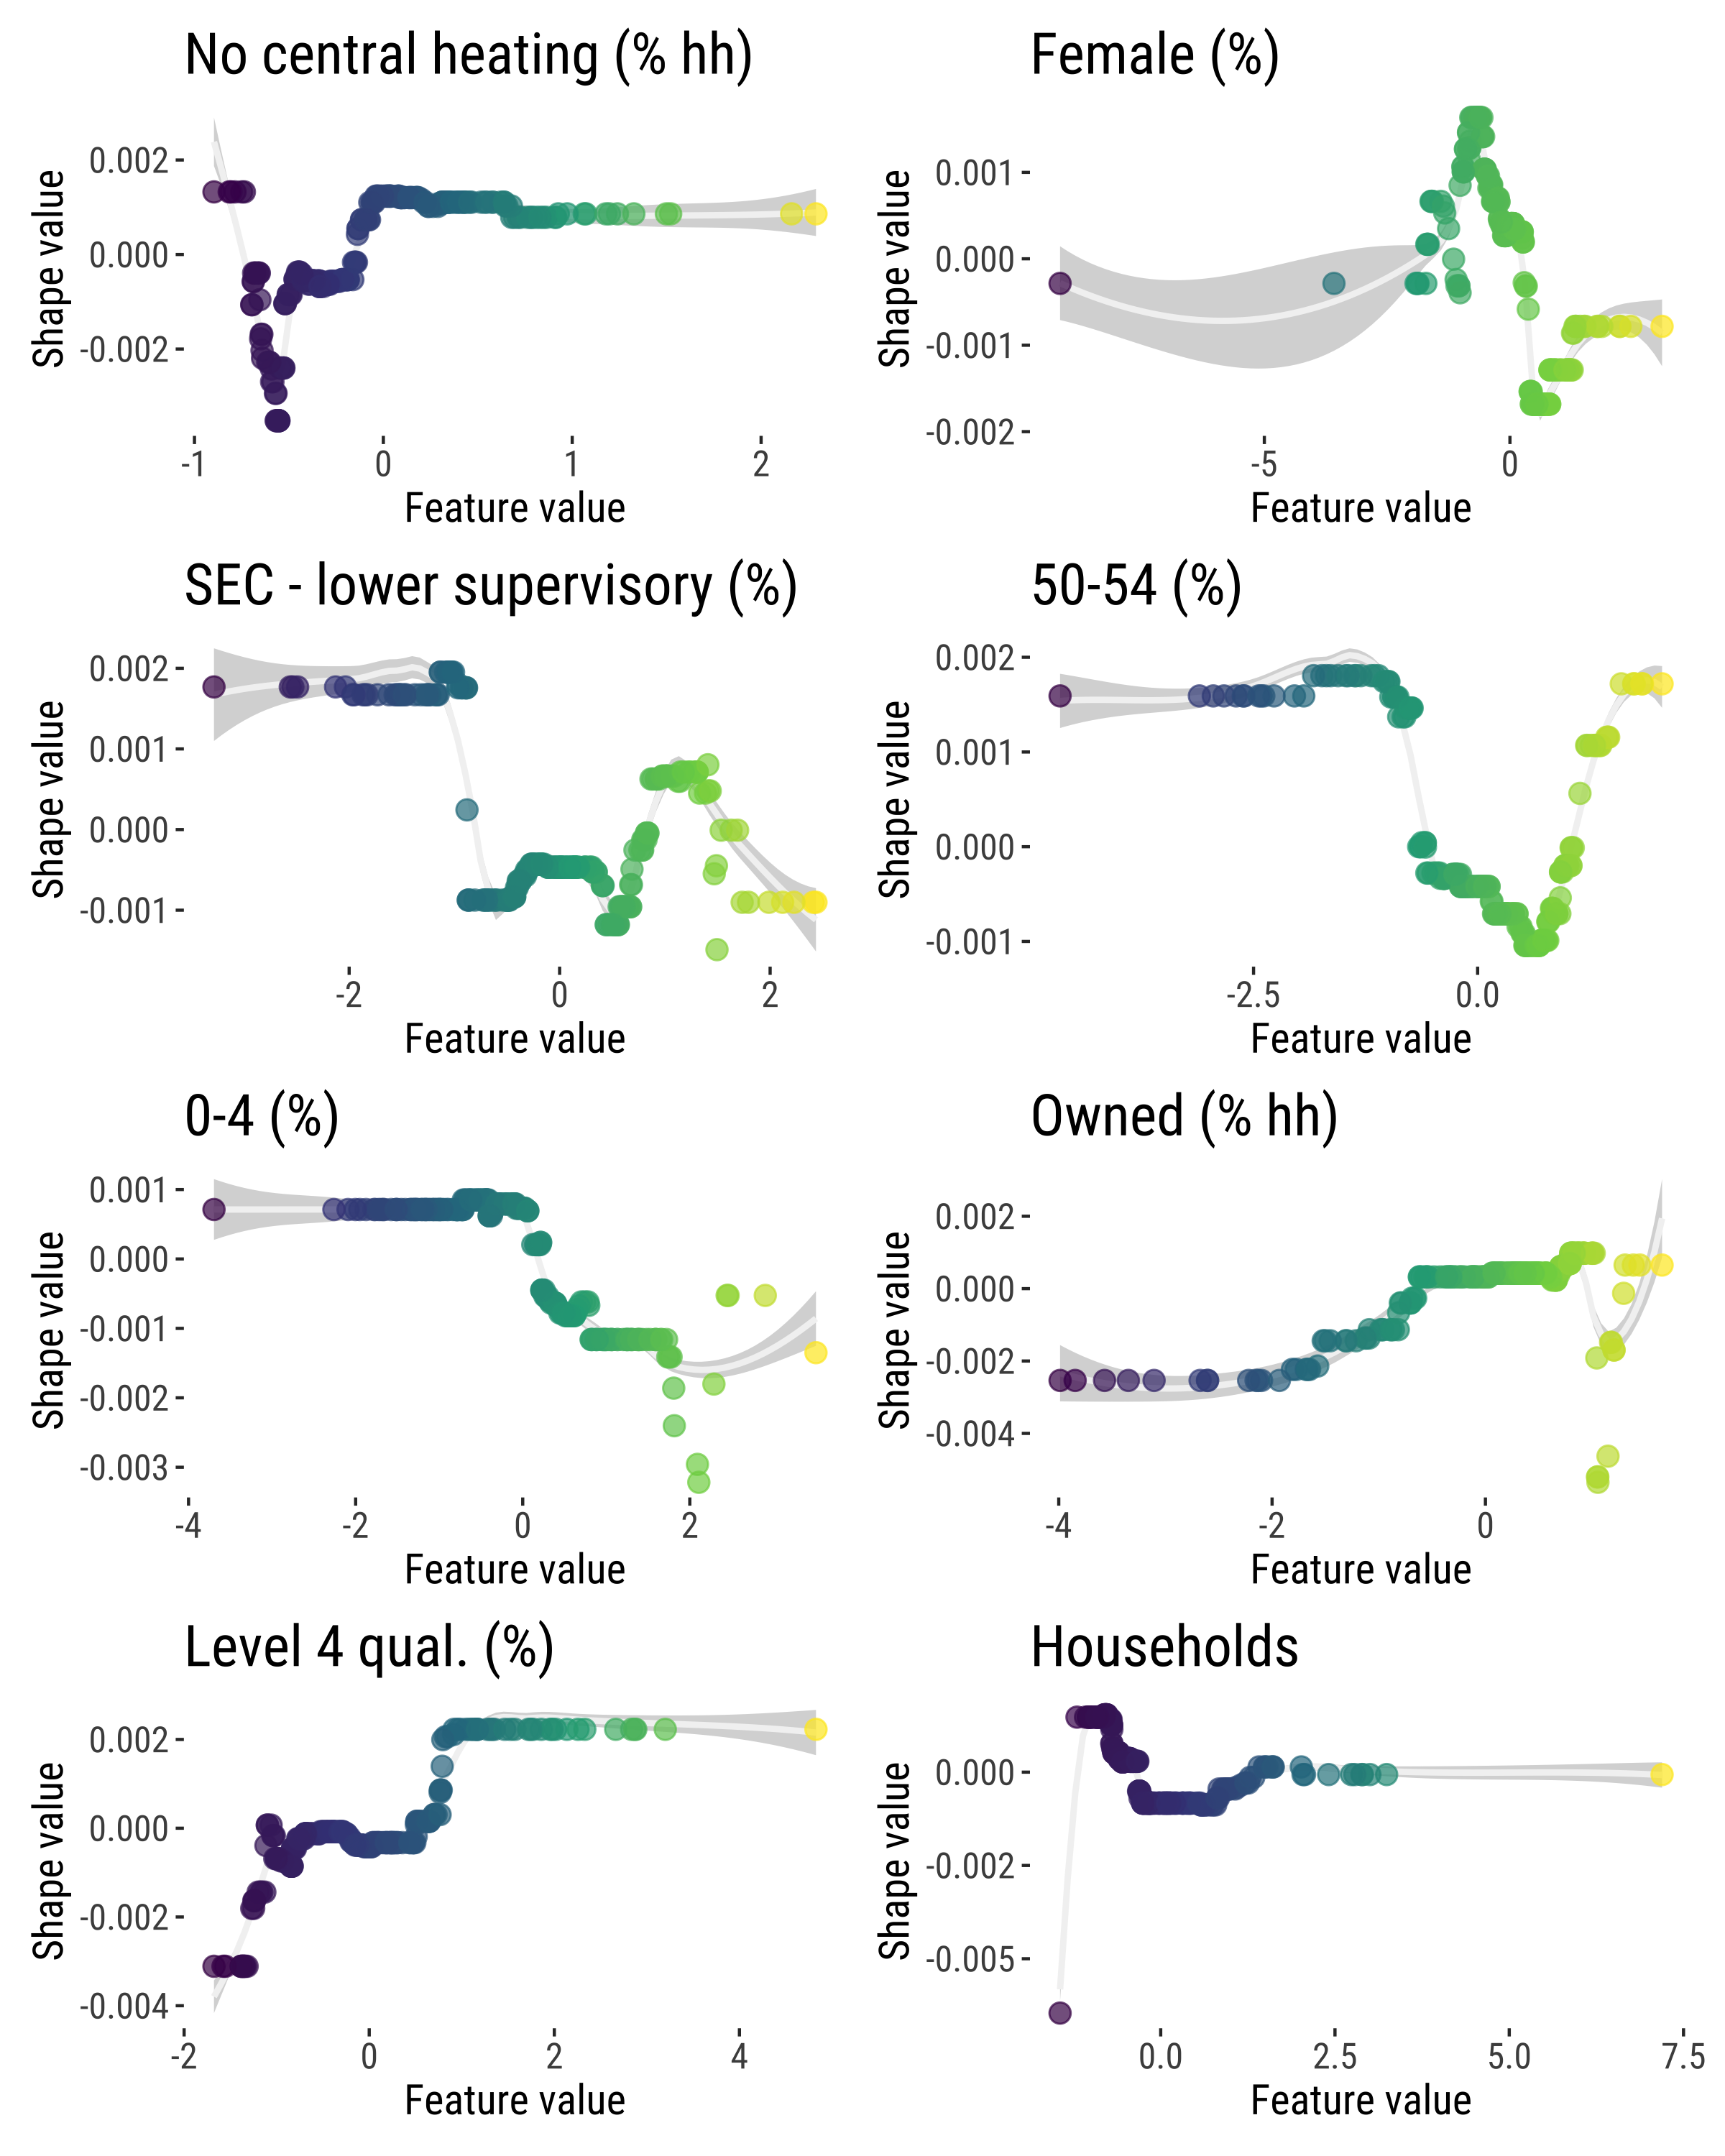 No central heating (% hh)
Shape value
0.002
0.000
-0.002
-1 0 1 2
Feature value
Female (%)
Shape value
0.001
0.000
-0.001
-0.002
-5 0
Feature value
SEC - lower supervisory (%)
Shape value
0.002
0.001
0.000
-0.001
-2 0 2
Feature value
50-54 (%)
Shape value
0.002
0.001
0.000
-0.001
-2.5 0.0
Feature value
0-4 (%)
Shape value
0.001
0.000
-0.001
-0.002
-0.003
-4 -2 0 2
Feature value
Owned (% hh)
Shape value
0.002
0.000
-0.002
-0.004
-4 -2 0
Feature value
Level 4 qual. (%)
Shape value
0.002
0.000
-0.002
-0.004
-2 0 2 4
Feature value
Households
Shape value
0.000
-0.002
-0.005
0.0 2.5 5.0 7.5
Feature value